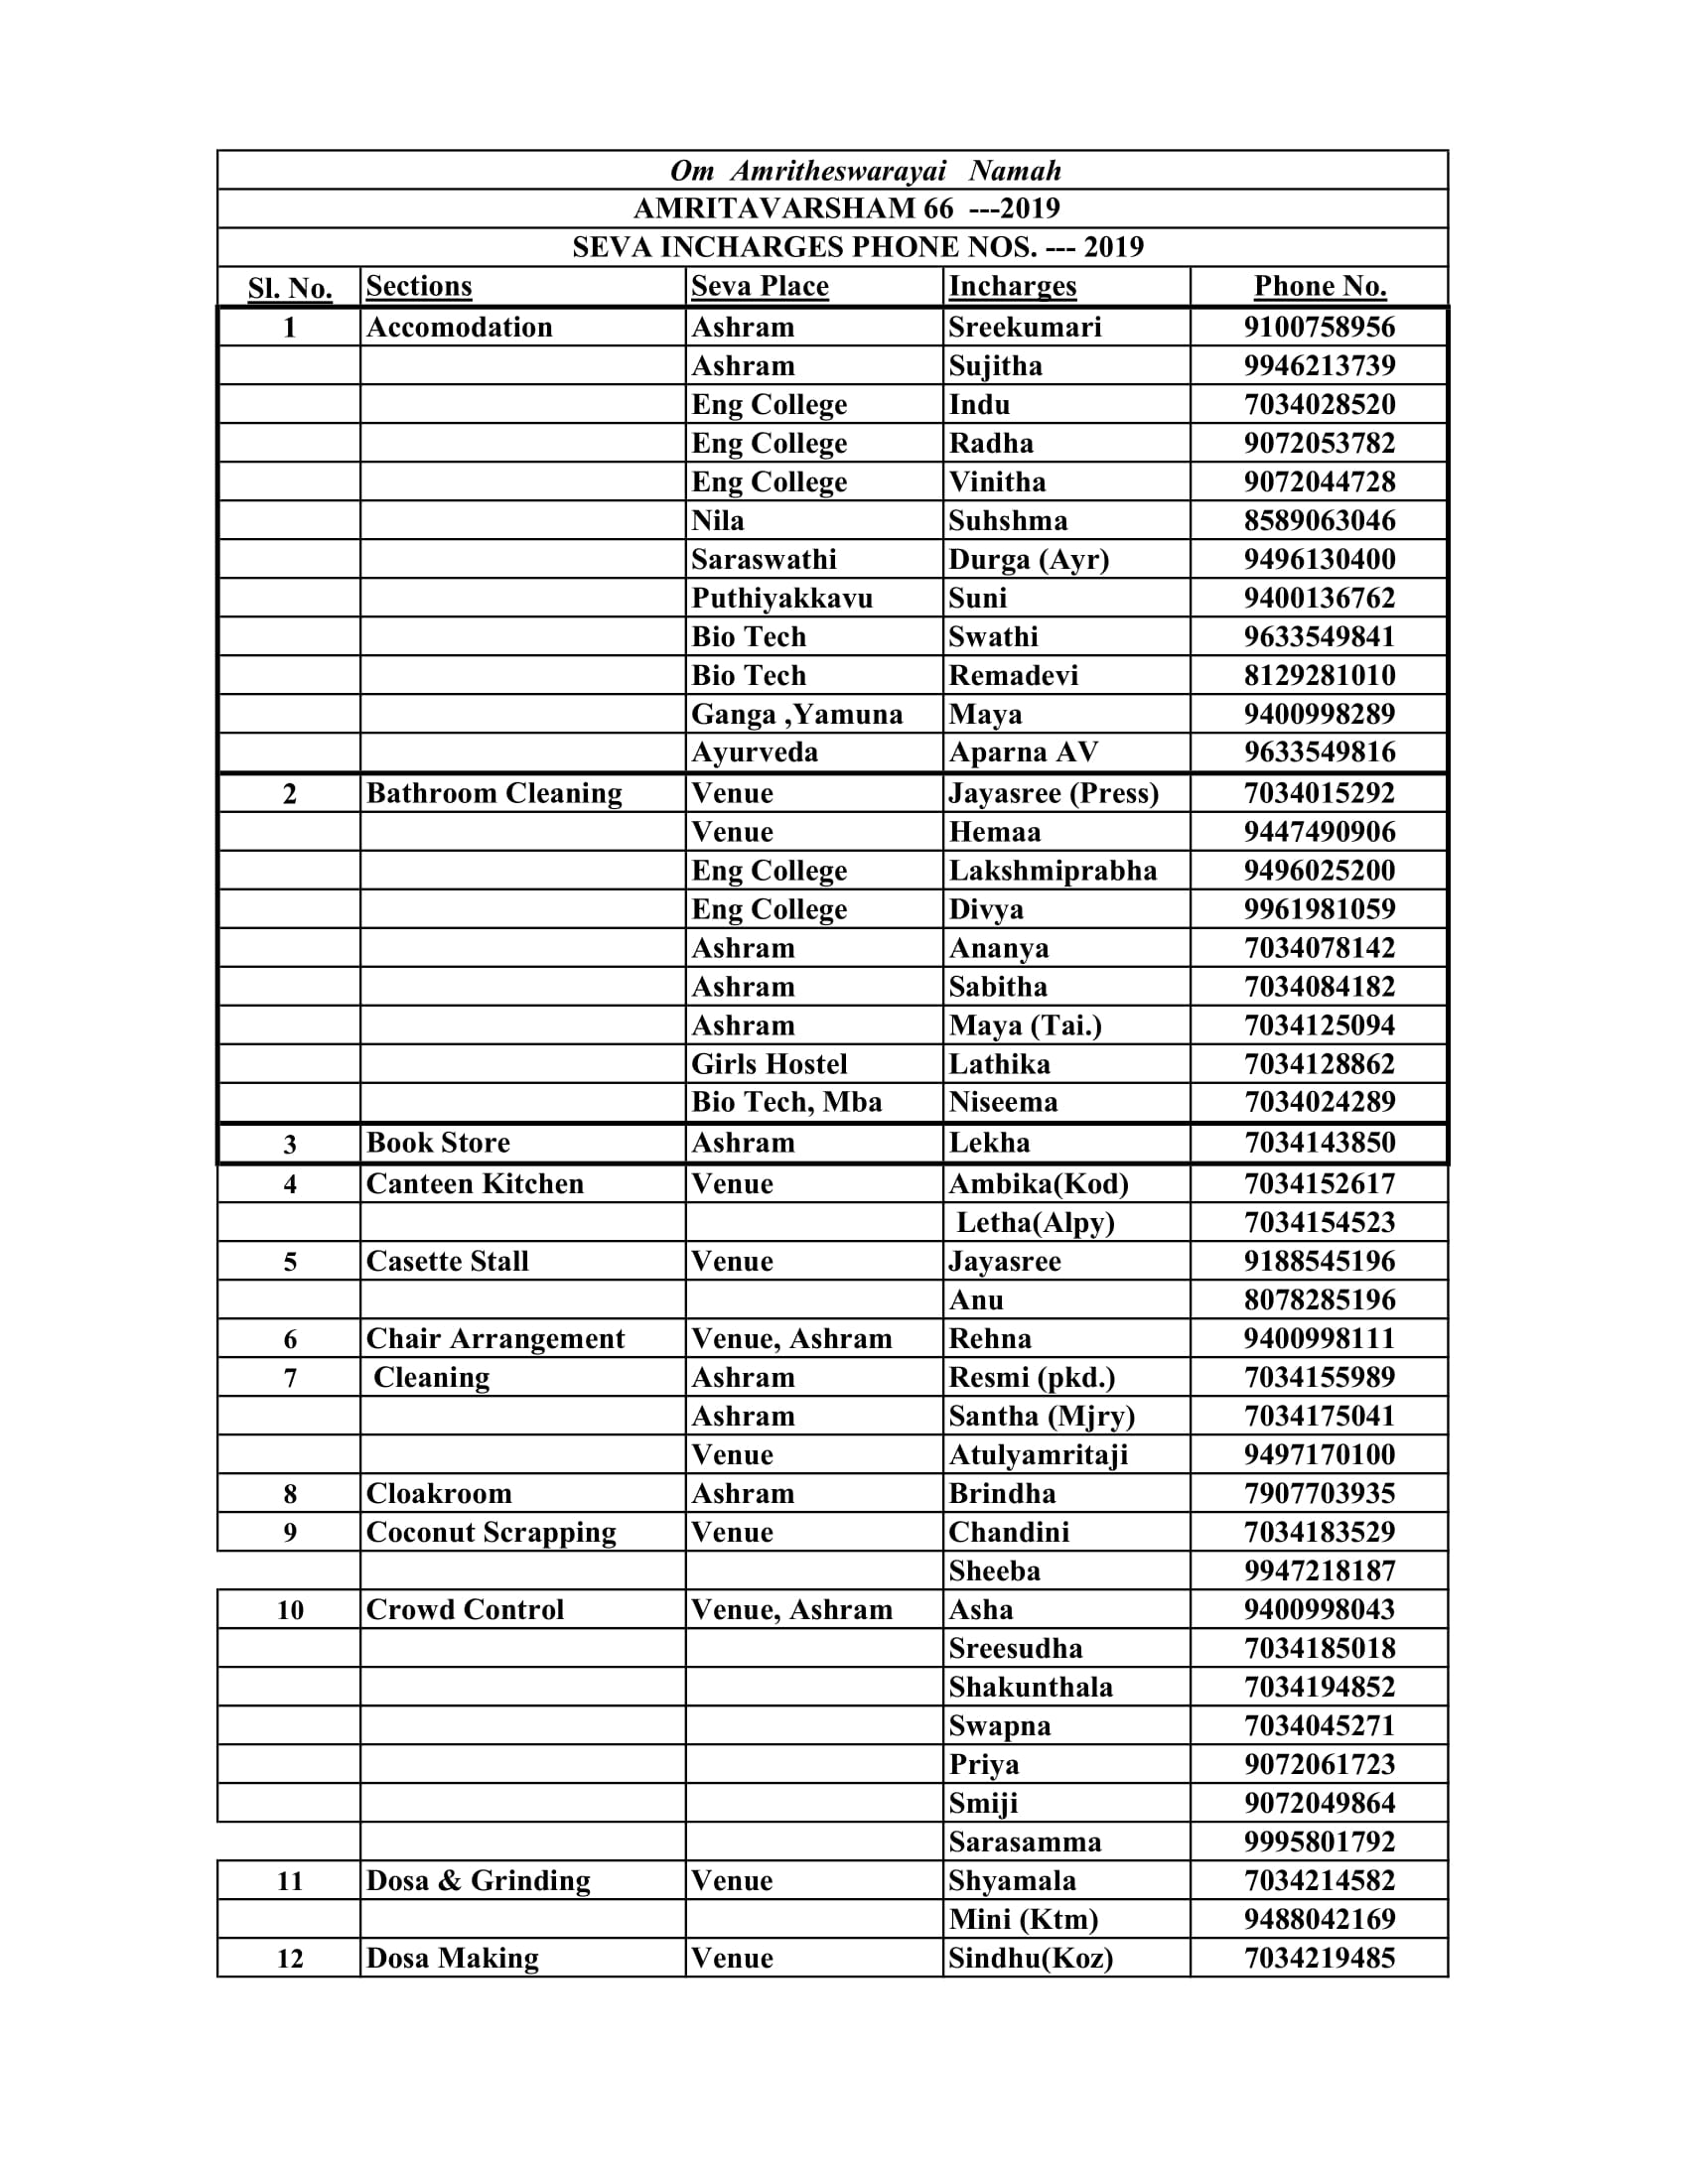 Om Amritheswarayai Namah
AMRITAVARSHAM 66 ---2019
SEVA INCHARGES PHONE NOS. --- 2019
Sl. No. Sections Seva Place Incharges Phone No.
1 Accomodation Ashram Sreekumari 9100758956
Ashram Sujitha 9946213739
Eng College Indu 7034028520
Eng College Radha 9072053782
Eng College Vinitha 9072044728
Nila Suhshma 8589063046
Saraswathi Durga (Ayr) 9496130400
Puthiyakkavu Suni 9400136762
Bio Tech Swathi 9633549841
Bio Tech Remadevi 8129281010
Ganga ,Yamuna Maya 9400998289
Ayurveda Aparna AV 9633549816
2 Bathroom Cleaning Venue Jayasree (Press) 7034015292
Venue Hemaa 9447490906
Eng College Lakshmiprabha 9496025200
Eng College Divya 9961981059
Ashram Ananya 7034078142
Ashram Sabitha 7034084182
Ashram Maya (Tai.) 7034125094
Girls Hostel Lathika 7034128862
Bio Tech, Mba Niseema 7034024289
3 Book Store Ashram Lekha 7034143850
4 Canteen Kitchen Venue Ambika(Kod) 7034152617
Letha(Alpy) 7034154523
5 Casette Stall Venue Jayasree 9188545196
Anu 8078285196
6 Chair Arrangement Venue, Ashram Rehna 9400998111
7 Cleaning Ashram Resmi (pkd.) 7034155989
Ashram Santha (Mjry) 7034175041
Venue Atulyamritaji 9497170100
8 Cloakroom Ashram Brindha 7907703935
9 Coconut Scrapping Venue Chandini 7034183529
Sheeba 9947218187
10 Crowd Control Venue, Ashram Asha 9400998043
Sreesudha 7034185018
Shakunthala 7034194852
Swapna 7034045271
Priya 9072061723
Smiji 9072049864
Sarasamma 9995801792
11 Dosa & Grinding Venue Shyamala 7034214582
Mini (Ktm) 9488042169
12 Dosa Making Venue Sindhu(Koz) 7034219485